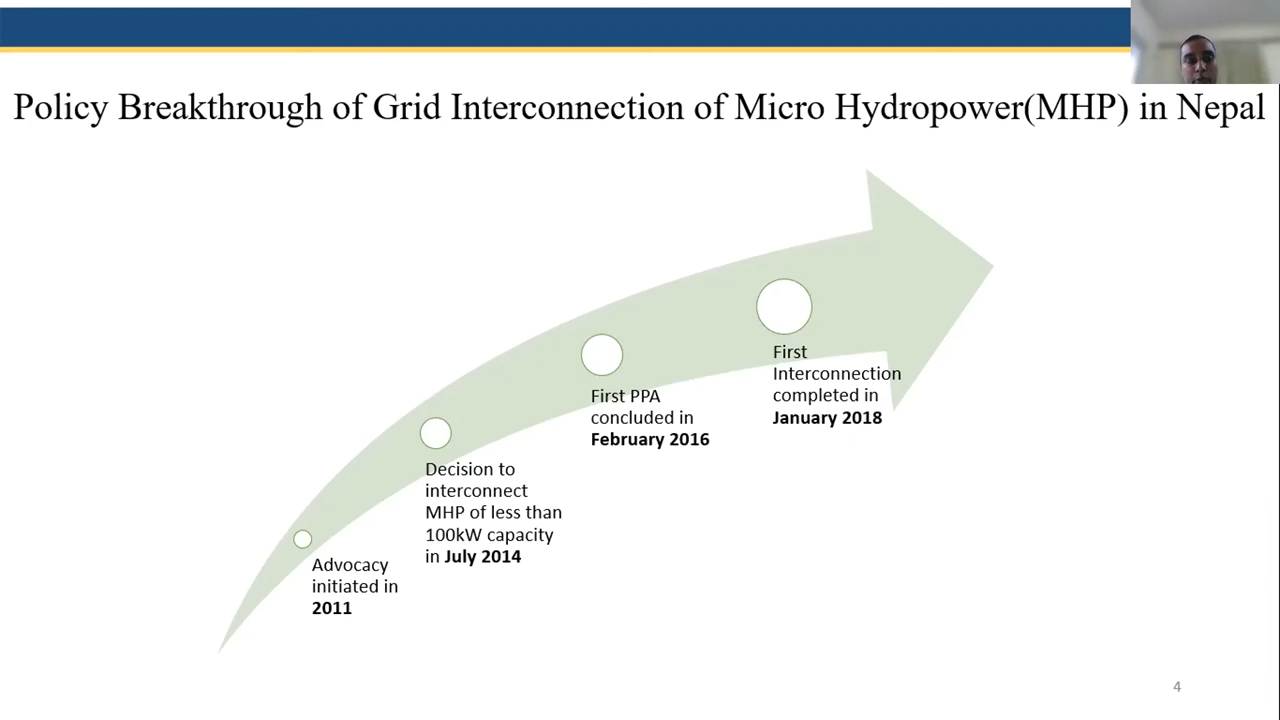 Policy Breakthrough of Grid Interconnection of Micro Hydropower(MHP) in Nepal
Advocacy
initiated in
2011
Decision to
interconnect
MHP of less than
100kW capacity
in July 2014
First PPA
concluded in
February 2016
First
Interconnection
completed in
January 2018
4